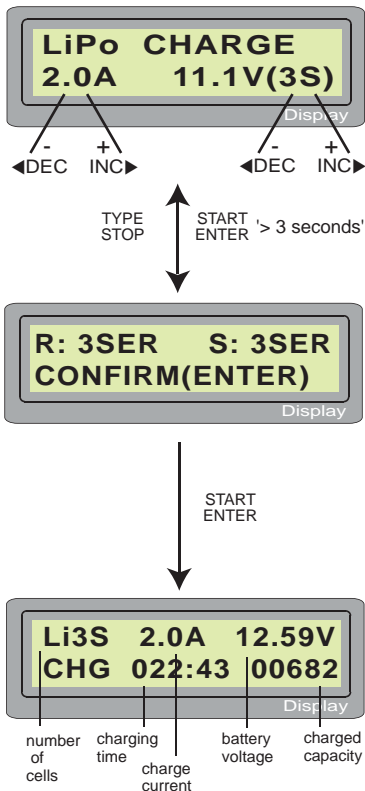 LiPo CHARGE
2.0A 11.1V(3S)
Display
- + - +
◀DEC INC▶ ◀DEC INC▶
TYPE START
STOP ENTER '> 3 seconds'
R: 3SER S: 3SER
CONFIRM(ENTER)
Display
START
ENTER
Li3S 2.0A 12.59V
CHG 022:43 00682
Display
number of cells
charging time
charge current
battery voltage
charged capacity